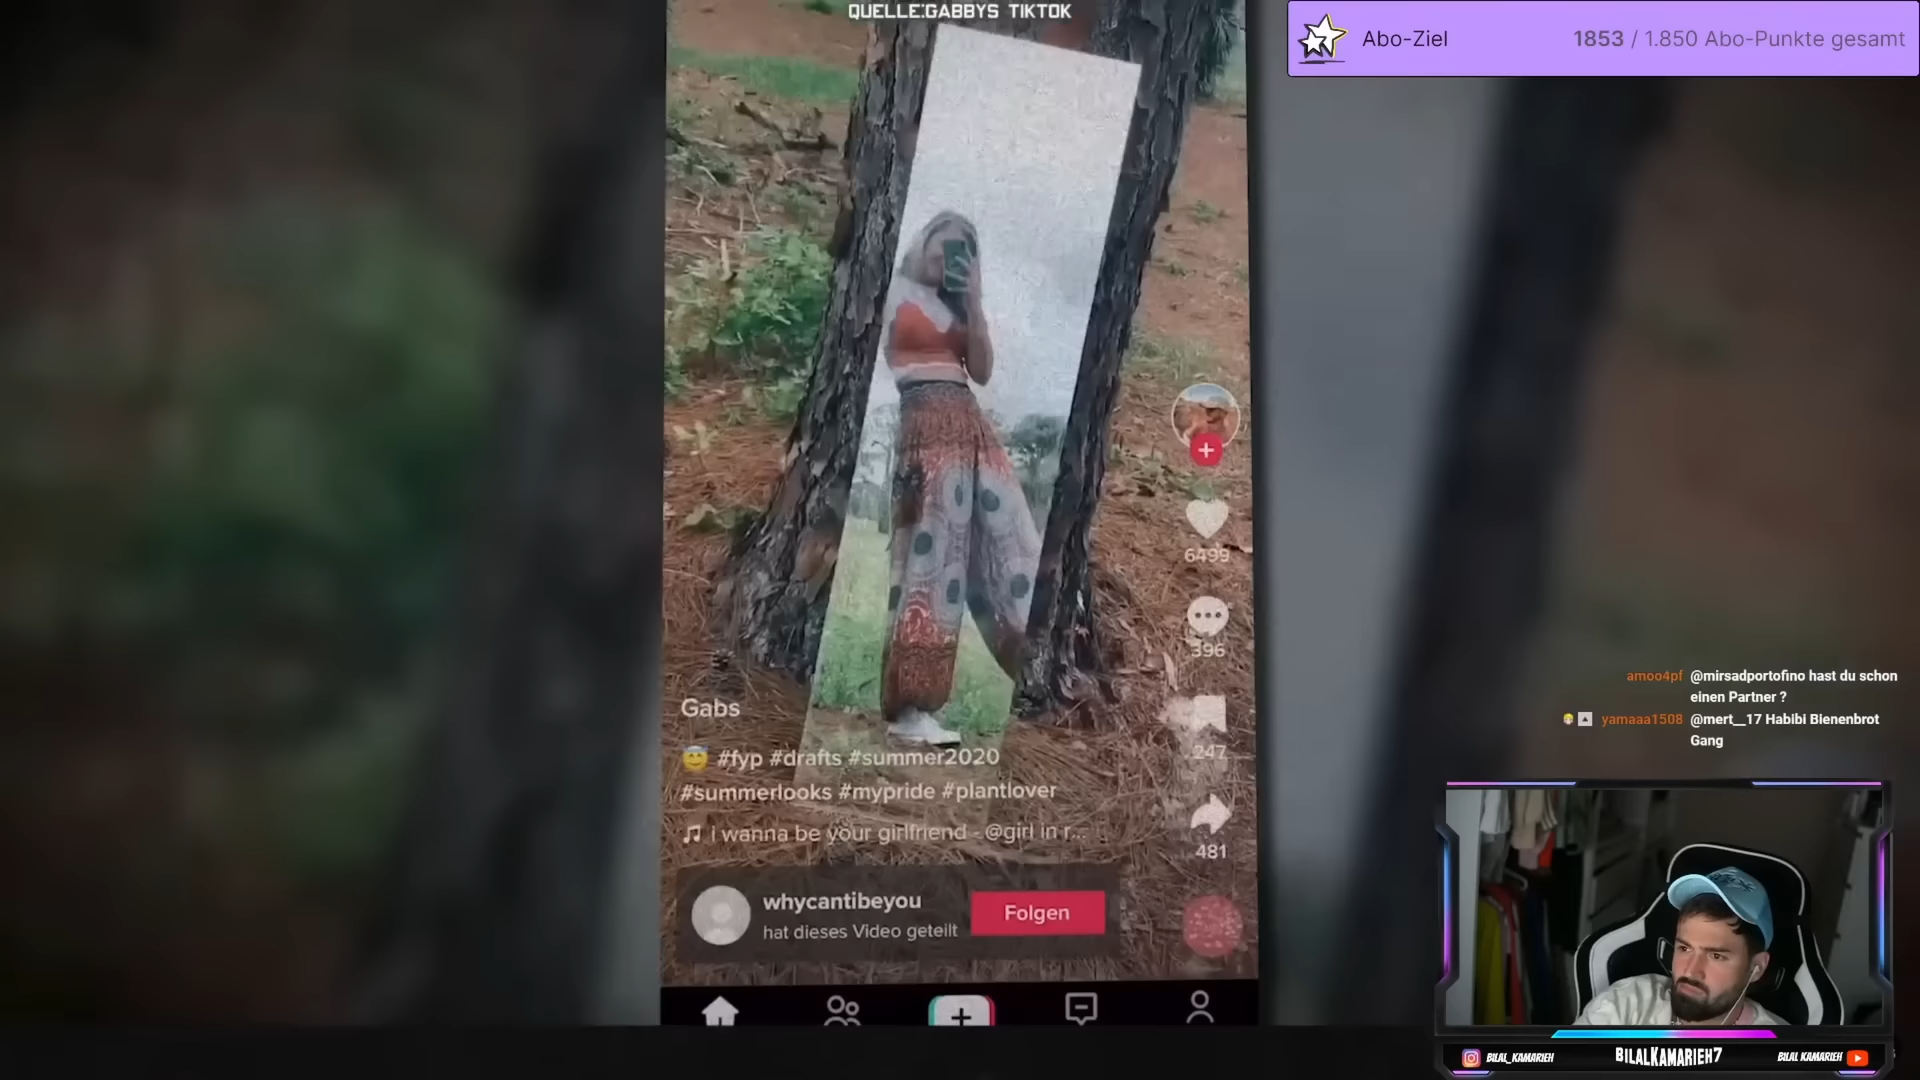 QUELLE:GABBYS TIKTOK
Abo-Ziel
1853 / 1.850 Abo-Punkte gesamt
6499
396
247
481
Gabs
#fyp #drafts #summer2020
#summerlooks #mypride #plantlover
I wanna be your girlfriend - @girl in r...
whycantibeyou
hat dieses Video geteilt
Folgen
amoo4pf @mirsadportofino hast du schon
einen Partner ?
yamaaa1508 @mert__17 Habibi Bienenbrot
Gang
BILAL_KAMARIEH
BILALKAMARIEH7
BILAL KAMARIEH